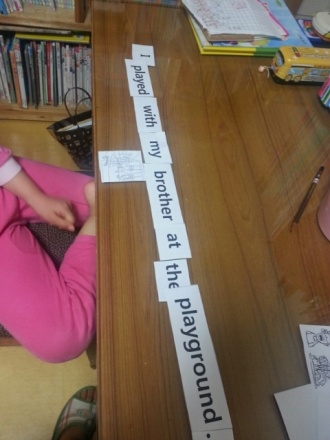 I played with my brother at the playground.